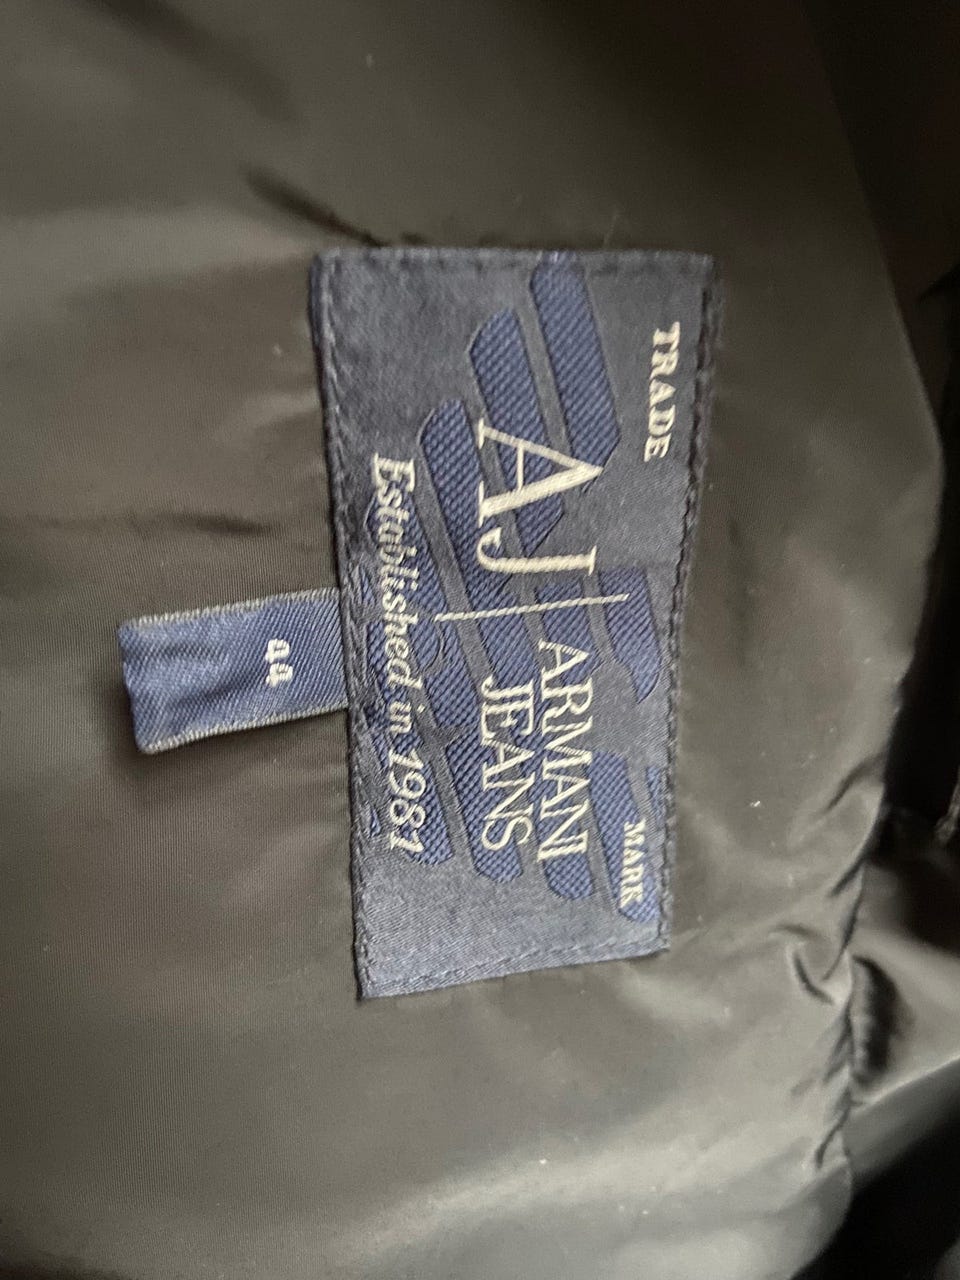 TRADE MARK
AJ ARMANI
JEANS
Established in 1981
44